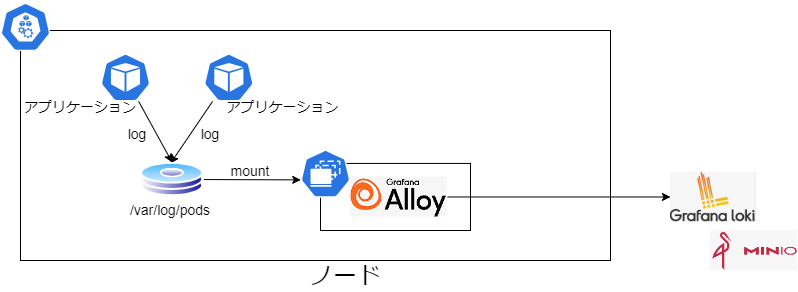 アプリケーション
アプリケーション
log
log
mount
/var/log/pods
Grafana
Alloy
Grafana loki
MINIO
ノード